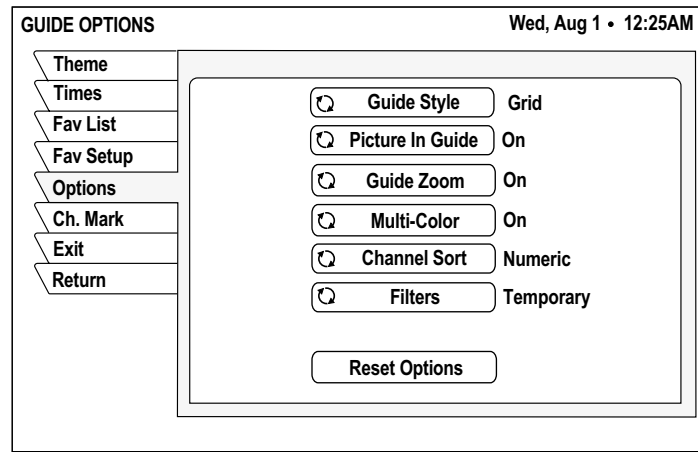 GUIDE OPTIONS
Wed, Aug 1 • 12:25AM
Theme
Times
Fav List
Fav Setup
Options
Ch. Mark
Exit
Return
Guide Style Grid
Picture In Guide On
Guide Zoom On
Multi-Color On
Channel Sort Numeric
Filters Temporary
Reset Options